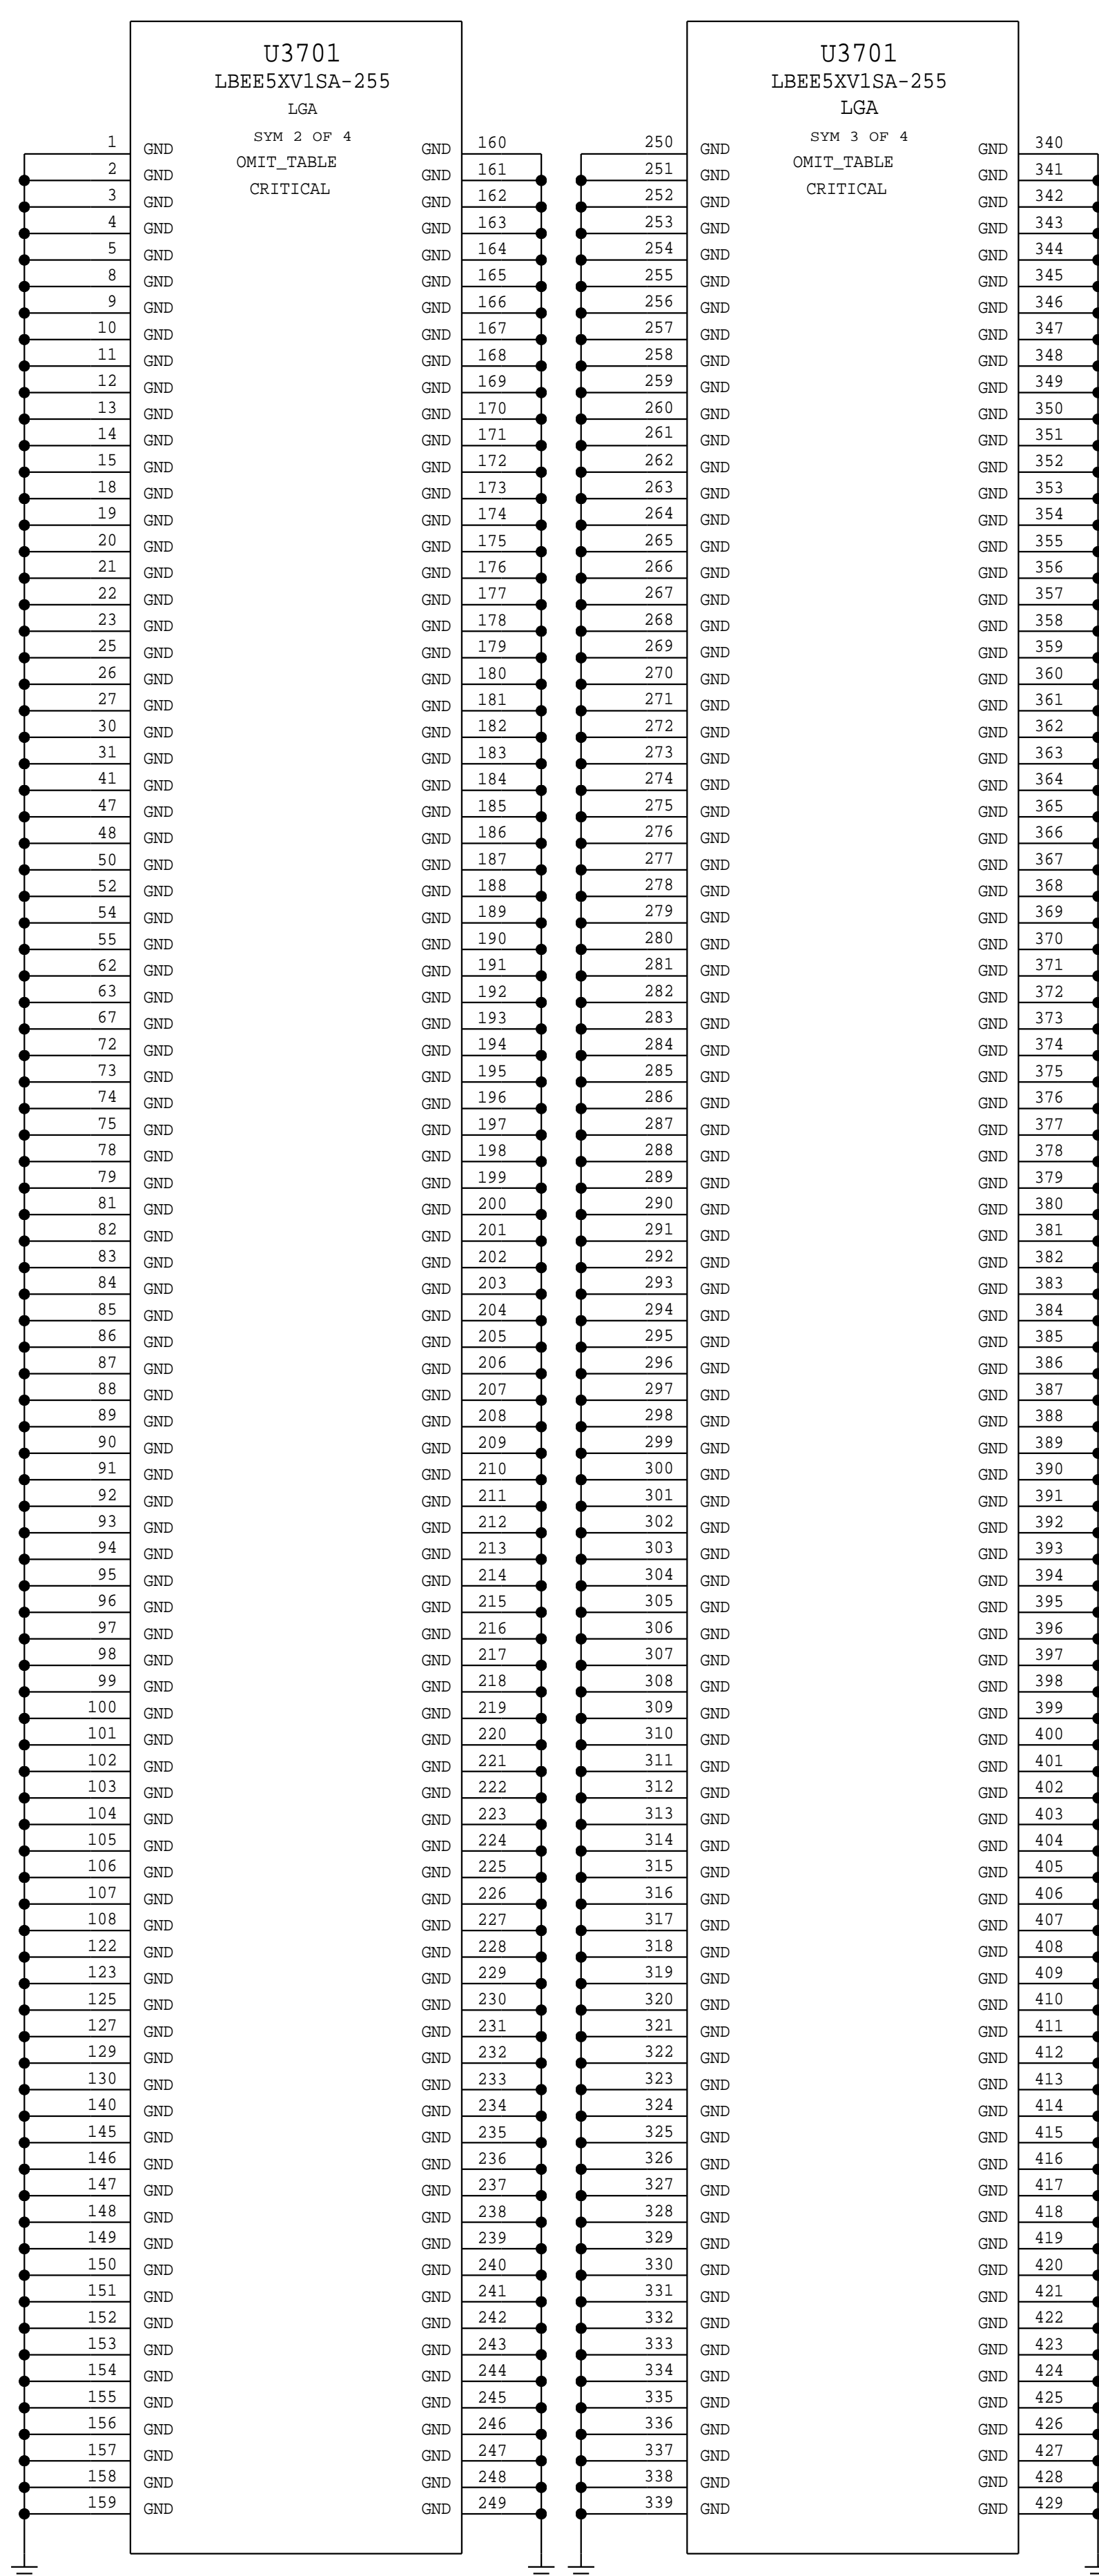 U3701
LBEE5XV1SA-255
LGA
SYM 2 OF 4
OMIT_TABLE
CRITICAL
1 GND GND 160
2 GND GND 161
3 GND GND 162
4 GND GND 163
5 GND GND 164
8 GND GND 165
9 GND GND 166
10 GND GND 167
11 GND GND 168
12 GND GND 169
13 GND GND 170
14 GND GND 171
15 GND GND 172
18 GND GND 173
19 GND GND 174
20 GND GND 175
21 GND GND 176
22 GND GND 177
23 GND GND 178
25 GND GND 179
26 GND GND 180
27 GND GND 181
30 GND GND 182
31 GND GND 183
41 GND GND 184
47 GND GND 185
48 GND GND 186
50 GND GND 187
52 GND GND 188
54 GND GND 189
55 GND GND 190
62 GND GND 191
63 GND GND 192
67 GND GND 193
72 GND GND 194
73 GND GND 195
74 GND GND 196
75 GND GND 197
78 GND GND 198
79 GND GND 199
81 GND GND 200
82 GND GND 201
83 GND GND 202
84 GND GND 203
85 GND GND 204
86 GND GND 205
87 GND GND 206
88 GND GND 207
89 GND GND 208
90 GND GND 209
91 GND GND 210
92 GND GND 211
93 GND GND 212
94 GND GND 213
95 GND GND 214
96 GND GND 215
97 GND GND 216
98 GND GND 217
99 GND GND 218
100 GND GND 219
101 GND GND 220
102 GND GND 221
103 GND GND 222
104 GND GND 223
105 GND GND 224
106 GND GND 225
107 GND GND 226
108 GND GND 227
122 GND GND 228
123 GND GND 229
125 GND GND 230
127 GND GND 231
129 GND GND 232
130 GND GND 233
140 GND GND 234
145 GND GND 235
146 GND GND 236
147 GND GND 237
148 GND GND 238
149 GND GND 239
150 GND GND 240
151 GND GND 241
152 GND GND 242
153 GND GND 243
154 GND GND 244
155 GND GND 245
156 GND GND 246
157 GND GND 247
158 GND GND 248
159 GND GND 249
U3701
LBEE5XV1SA-255
LGA
SYM 3 OF 4
OMIT_TABLE
CRITICAL
250 GND GND 340
251 GND GND 341
252 GND GND 342
253 GND GND 343
254 GND GND 344
255 GND GND 345
256 GND GND 346
257 GND GND 347
258 GND GND 348
259 GND GND 349
260 GND GND 350
261 GND GND 351
262 GND GND 352
263 GND GND 353
264 GND GND 354
265 GND GND 355
266 GND GND 356
267 GND GND 357
268 GND GND 358
269 GND GND 359
270 GND GND 360
271 GND GND 361
272 GND GND 362
273 GND GND 363
274 GND GND 364
275 GND GND 365
276 GND GND 366
277 GND GND 367
278 GND GND 368
279 GND GND 369
280 GND GND 370
281 GND GND 371
282 GND GND 372
283 GND GND 373
284 GND GND 374
285 GND GND 375
286 GND GND 376
287 GND GND 377
288 GND GND 378
289 GND GND 379
290 GND GND 380
291 GND GND 381
292 GND GND 382
293 GND GND 383
294 GND GND 384
295 GND GND 385
296 GND GND 386
297 GND GND 387
298 GND GND 388
299 GND GND 389
300 GND GND 390
301 GND GND 391
302 GND GND 392
303 GND GND 393
304 GND GND 394
305 GND GND 395
306 GND GND 396
307 GND GND 397
308 GND GND 398
309 GND GND 399
310 GND GND 400
311 GND GND 401
312 GND GND 402
313 GND GND 403
314 GND GND 404
315 GND GND 405
316 GND GND 406
317 GND GND 407
318 GND GND 408
319 GND GND 409
320 GND GND 410
321 GND GND 411
322 GND GND 412
323 GND GND 413
324 GND GND 414
325 GND GND 415
326 GND GND 416
327 GND GND 417
328 GND GND 418
329 GND GND 419
330 GND GND 420
331 GND GND 421
332 GND GND 422
333 GND GND 423
334 GND GND 424
335 GND GND 425
336 GND GND 426
337 GND GND 427
338 GND GND 428
339 GND GND 429